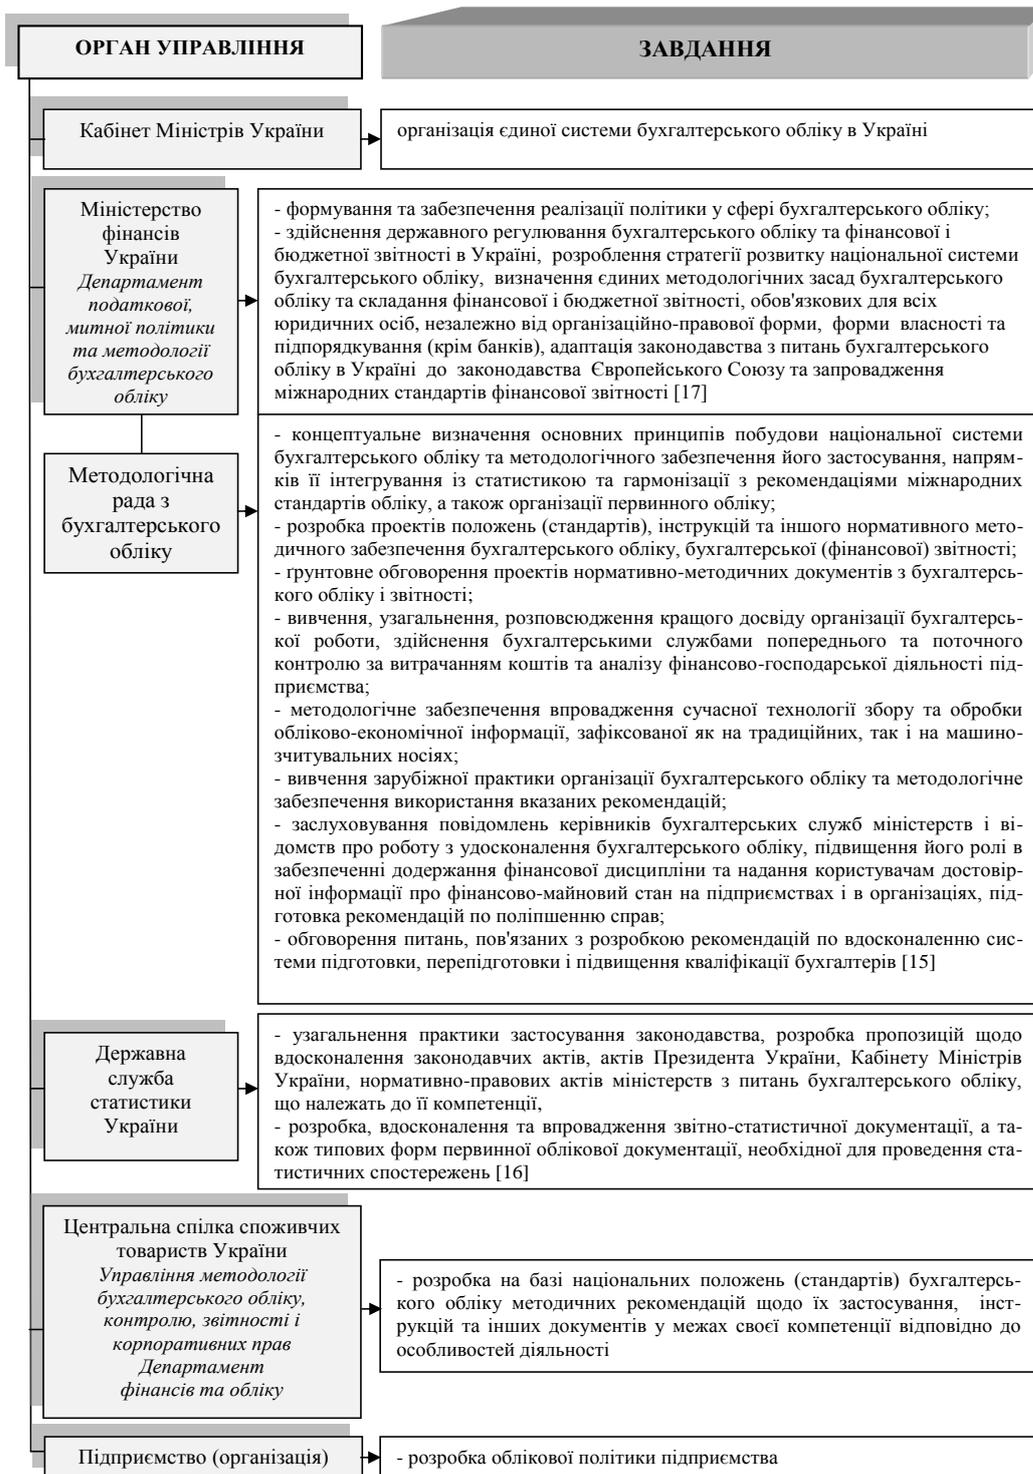 ОРГАН УПРАВЛІННЯ
ЗАВДАННЯ
Кабінет Міністрів України
організація єдиної системи бухгалтерського обліку в Україні
Міністерство
фінансів
України
Департамент
податкової,
митної політики
та методології
бухгалтерського
обліку
- формування та забезпечення реалізації політики у сфері бухгалтерського обліку;
- здійснення державного регулювання бухгалтерського обліку та фінансової і
бюджетної звітності в Україні, розроблення стратегії розвитку національної системи
бухгалтерського обліку, визначення єдиних методологічних засад бухгалтерського
обліку та складання фінансової і бюджетної звітності, обов'язкових для всіх
юридичних осіб, незалежно від організаційно-правової форми, форми власності та
підпорядкування (крім банків), адаптація законодавства з питань бухгалтерського
обліку в Україні до законодавства Європейського Союзу та запровадження
міжнародних стандартів фінансової звітності [17]
Методологічна
рада з
бухгалтерського
обліку
- концептуальне визначення основних принципів побудови національної системи
бухгалтерського обліку та методологічного забезпечення його застосування, напрям-
ків її інтегрування із статистикою та гармонізації з рекомендаціями міжнародних
стандартів обліку, а також організації первинного обліку;
- розробка проектів положень (стандартів), інструкцій та іншого нормативного мето-
дичного забезпечення бухгалтерського обліку, бухгалтерської (фінансової) звітності;
- ґрунтовне обговорення проектів нормативно-методичних документів з бухгалтерсь-
кого обліку і звітності;
- вивчення, узагальнення, розповсюдження кращого досвіду організації бухгалтерсь-
кої роботи, здійснення бухгалтерськими службами попереднього та поточного
контролю за витрачанням коштів та аналізу фінансово-господарської діяльності під-
приємства;
- методологічне забезпечення впровадження сучасної технології збору та обробки
обліково-економічної інформації, зафіксованої як на традиційних, так і на машино-
зчитувальних носіях;
- вивчення зарубіжної практики організації бухгалтерського обліку та методологічне
забезпечення використання вказаних рекомендацій;
- заслуховування повідомлень керівників бухгалтерських служб міністерств і ві-
домств про роботу з удосконалення бухгалтерського обліку, підвищення його ролі в
забезпеченні додержання фінансової дисципліни та надання користувачам достовір-
ної інформації про фінансово-майновий стан на підприємствах і в організаціях, під-
готовка рекомендацій по поліпшенню справ;
- обговорення питань, пов'язаних з розробкою рекомендацій по вдосконаленню сис-
теми підготовки, перепідготовки і підвищення кваліфікації бухгалтерів [15]
Державна
служба
статистики
України
- узагальнення практики застосування законодавства, розробка пропозицій щодо
вдосконалення законодавчих актів, актів Президента України, Кабінету Міністрів
України, нормативно-правових актів міністерств з питань бухгалтерського обліку,
що належать до її компетенції,
- розробка, вдосконалення та впровадження звітно-статистичної документації, а та-
кож типових форм первинної облікової документації, необхідної для проведення ста-
тистичних спостережень [16]
Центральна спілка споживчих
товариств України
Управління методології
бухгалтерського обліку,
контролю, звітності і
корпоративних прав
Департамент
фінансів та обліку
- розробка на базі національних положень (стандартів) бухгалтерсь-
кого обліку методичних рекомендацій щодо їх застосування, інст-
рукцій та інших документів у межах своєї компетенції відповідно до
особливостей діяльності
Підприємство (організація)
- розробка облікової політики підприємства